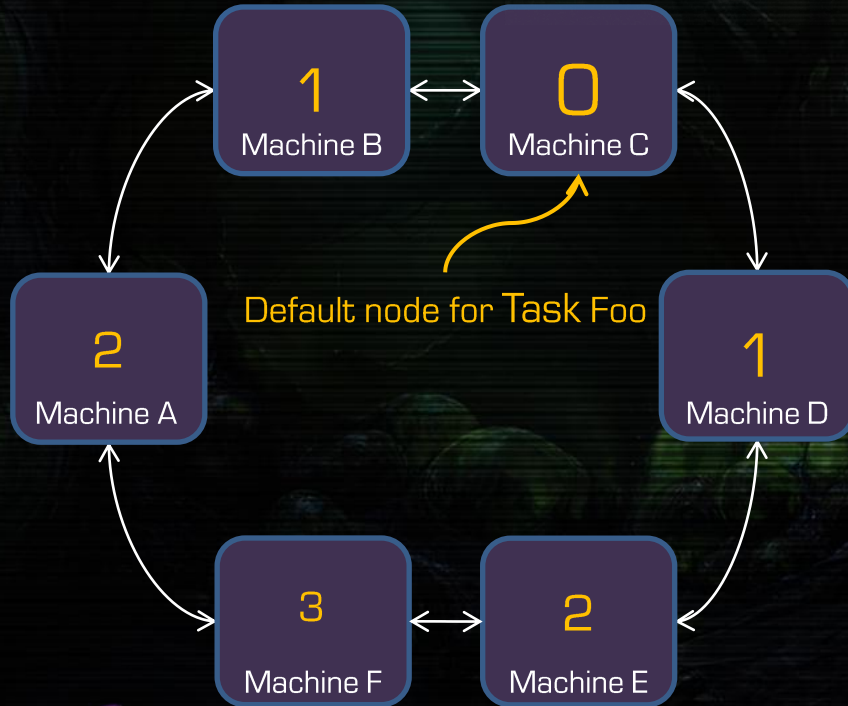 1
Machine B
0
Machine C
Default node for Task Foo
2
Machine A
1
Machine D
3
Machine F
2
Machine E